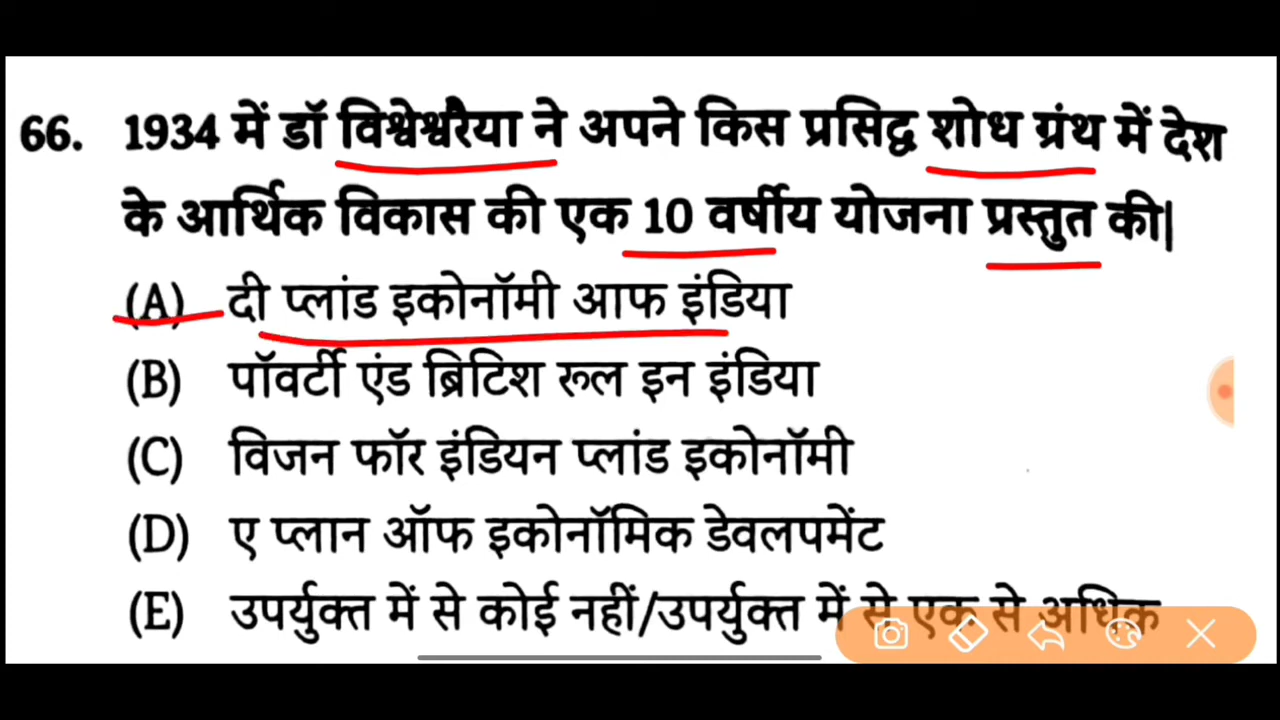 66. 1934 में डॉ विश्वेश्वरैया ने अपने किस प्रसिद्ध शोध ग्रंथ में देश
के आर्थिक विकास की एक 10 वर्षीय योजना प्रस्तुत की|
(A) दी प्लांड इकोनॉमी आफ इंडिया
(B) पॉवर्टी एंड ब्रिटिश रूल इन इंडिया
(C) विजन फॉर इंडियन प्लांड इकोनॉमी
(D) ए प्लान ऑफ इकोनॉमिक डेवलपमेंट
(E) उपर्युक्त में से कोई नहीं/उपर्युक्त में से एक से अधिक